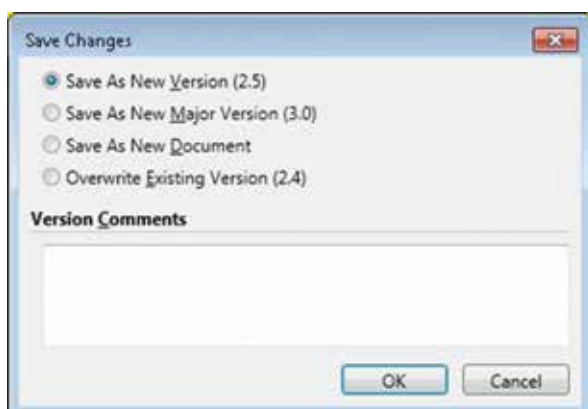 Save Changes
Save As New Version (2.5)
Save As New Major Version (3.0)
Save As New Document
Overwrite Existing Version (2.4)
Version Comments
OK Cancel